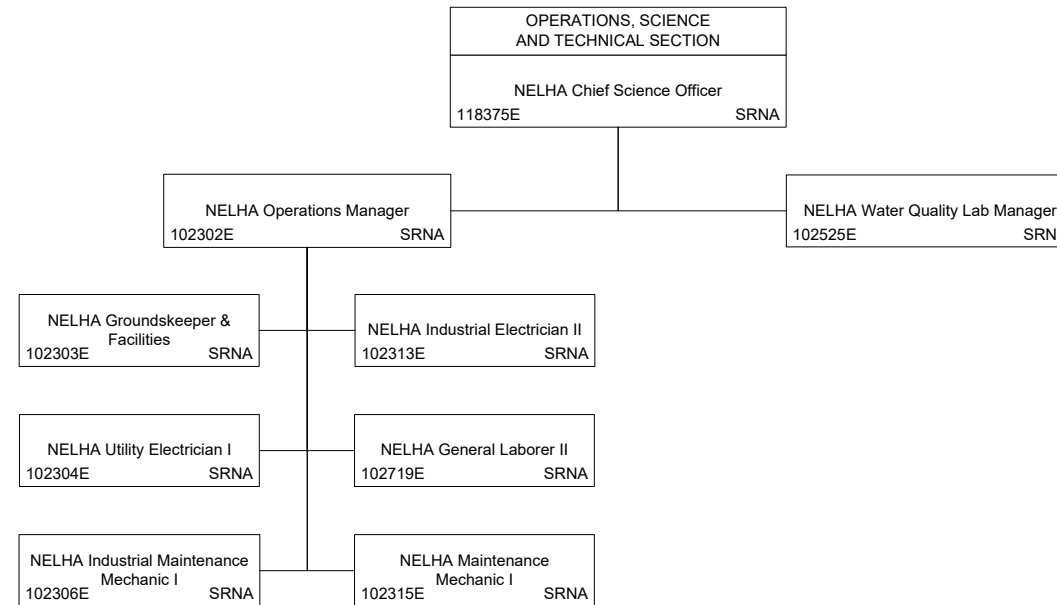 OPERATIONS, SCIENCE
AND TECHNICAL SECTION
NELHA Chief Science Officer
118375E SRNA
NELHA Operations Manager
102302E SRNA
NELHA Water Quality Lab Manager
102525E SRN
NELHA Groundskeeper &
Facilities
102303E SRNA
NELHA Industrial Electrician II
102313E SRNA
NELHA Utility Electrician I
102304E SRNA
NELHA General Laborer II
102719E SRNA
NELHA Industrial Maintenance
Mechanic I
102306E SRNA
NELHA Maintenance
Mechanic I
102315E SRNA